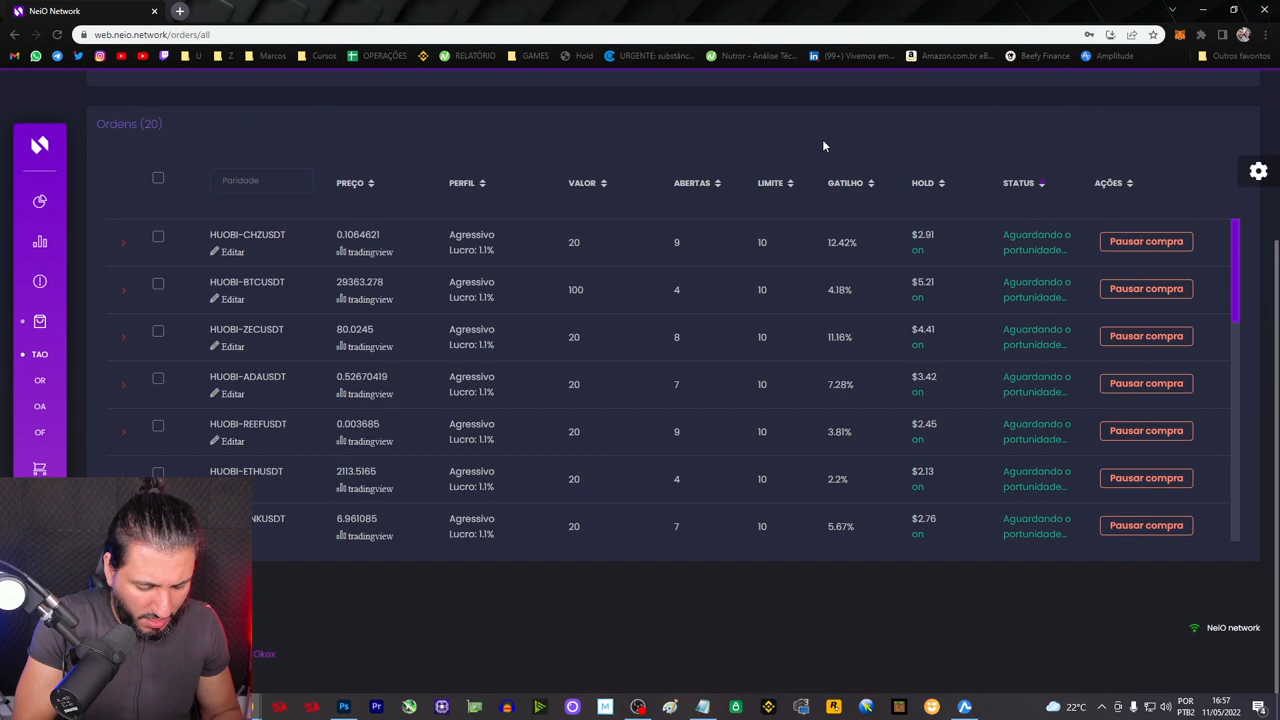 NeiO Network
web.neio.network/orders/all
U
Z
Marcos
Cursos
OPERAÇÕES
RELATÓRIO
GAMES
Hold
URGENTE: substânc...
Nutror - Análise Téc...
(99+) Vivemos em...
Amazon.com.br eB...
Beefy Finance
Amplitude
Outros favoritos
Ordens (20)
Paridade PREÇO PERFIL VALOR ABERTAS LIMITE GATILHO HOLD STATUS AÇÕES
HUOBI-CHZUSDT 0.1064621 Agressivo 20 9 10 12.42% $2.91 Aguardando o Pausar compra
Editar tradingview Lucro: 1.1% on portunidade...
HUOBI-BTCUSDT 29363.278 Agressivo 100 4 10 4.18% $5.21 Aguardando o Pausar compra
Editar tradingview Lucro: 1.1% on portunidade...
HUOBI-ZECUSDT 80.0245 Agressivo 20 8 10 11.16% $4.41 Aguardando o Pausar compra
Editar tradingview Lucro: 1.1% on portunidade...
HUOBI-ADAUSDT 0.52670419 Agressivo 20 7 10 7.28% $3.42 Aguardando o Pausar compra
Editar tradingview Lucro: 1.1% on portunidade...
HUOBI-REEFUSDT 0.003685 Agressivo 20 9 10 3.81% $2.45 Aguardando o Pausar compra
Editar tradingview Lucro: 1.1% on portunidade...
HUOBI-ETHUSDT 2113.5165 Agressivo 20 4 10 2.2% $2.13 Aguardando o Pausar compra
tradingview Lucro: 1.1% on portunidade...
NKUSDT 6.961085 Agressivo 20 7 10 5.67% $2.76 Aguardando o Pausar compra
tradingview Lucro: 1.1% on portunidade...
TAO
OR
OA
OF
NeiO network
Okex
Ps
Pr
M
R
22°C
POR
PTB2
16:57
11/05/2022